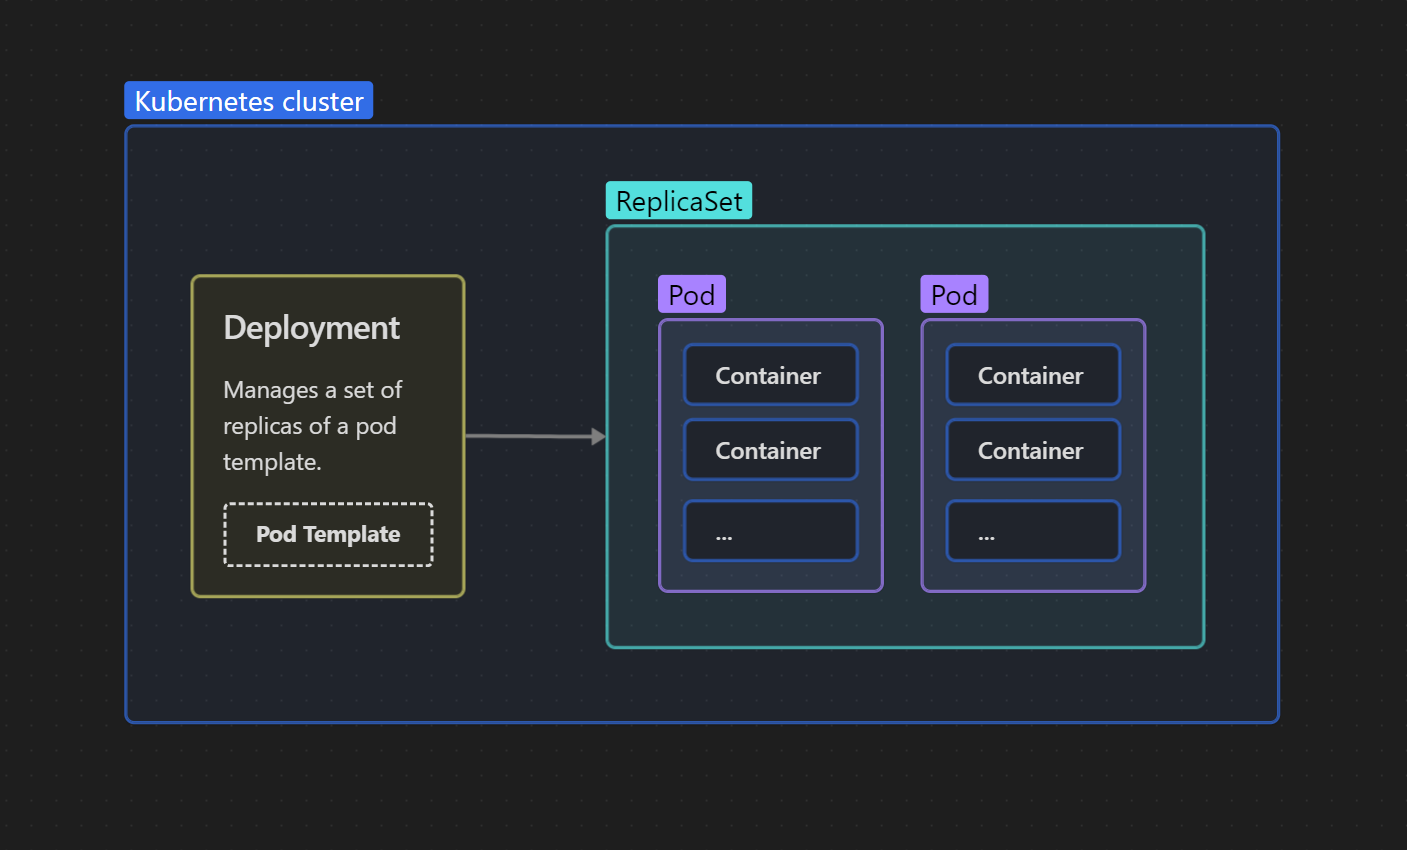 Kubernetes cluster
ReplicaSet
Deployment
Manages a set of
replicas of a pod
template.
Pod Template
Pod
Container
Container
...
Pod
Container
Container
...